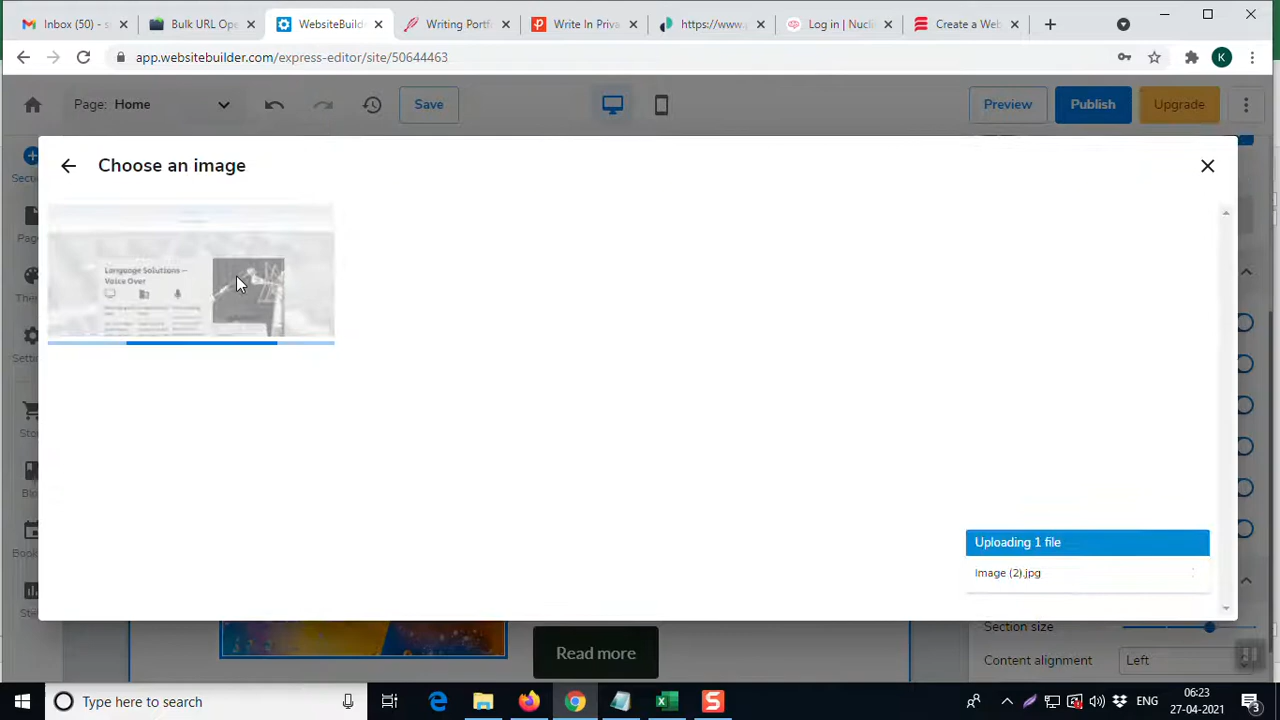 Inbox (50) - s
Bulk URL Ope
WebsiteBuild
Writing Portf
Write In Priva
https://www.
Log in | Nucli
Create a Web
app.websitebuilder.com/express-editor/site/50644463
K
Page: Home
Save
Preview
Publish
Upgrade
Choose an image
Language Solutions –
Voice Over
Uploading 1 file
Image (2).jpg
Read more
Section size
Content alignment
Left
Type here to search
ENG
06:23
27-04-2021
3